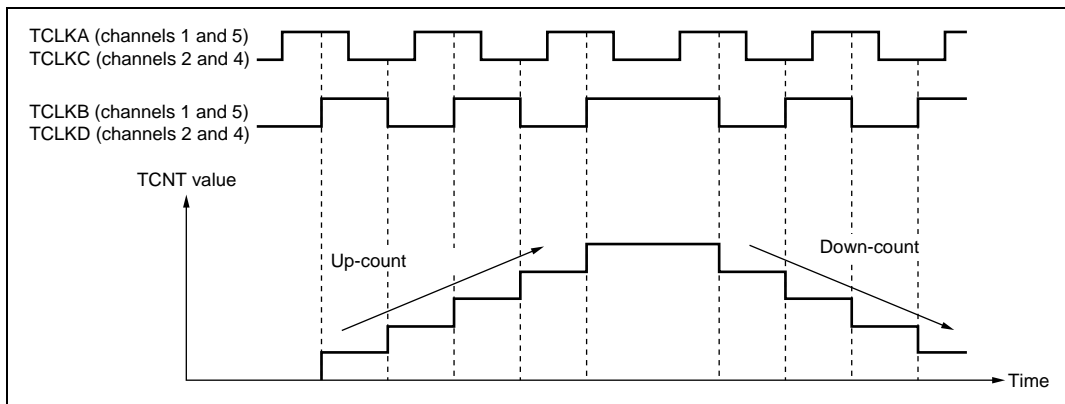 TCLKA (channels 1 and 5)
TCLKC (channels 2 and 4)
TCLKB (channels 1 and 5)
TCLKD (channels 2 and 4)
TCNT value
Up-count
Down-count
Time